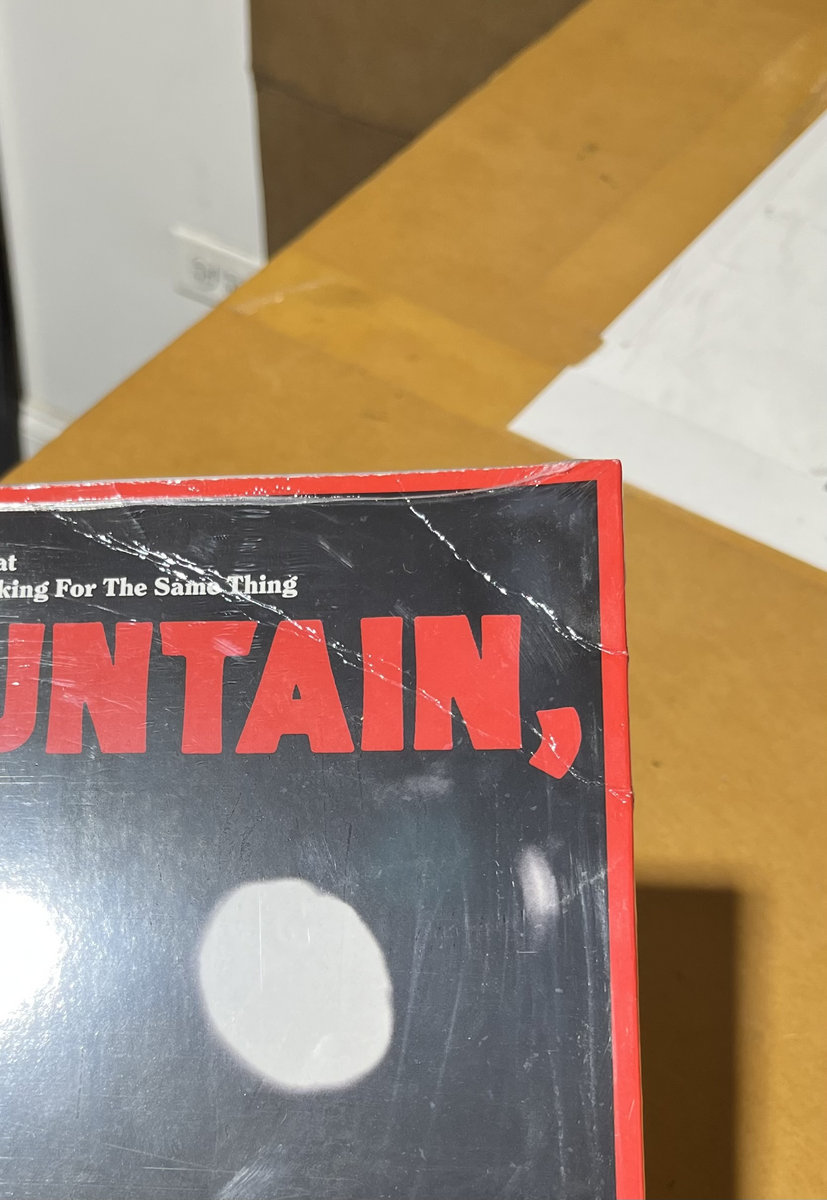 at
king For The Same Thing
UNTAIN,